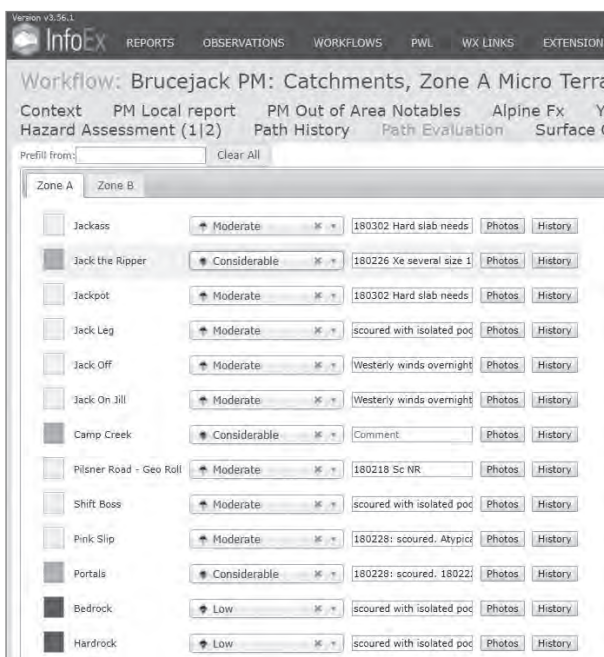 Version v3.56.1
InfoEx REPORTS OBSERVATIONS WORKFLOWS PWL WX LINKS EXTENSION
Workflow: Brucejack PM: Catchments, Zone A Micro Terra
Context PM Local report PM Out of Area Notables Alpine Fx Y
Hazard Assessment (1|2) Path History Path Evaluation Surface
Prefill from: Clear All
Zone A Zone B
Jackass Moderate 180302 Hard slab needs Photos History
Jack the Ripper Considerable 180226 Xe several size 1 Photos History
Jackpot Moderate 180302 Hard slab needs Photos History
Jack Leg Moderate scoured with isolated poc Photos History
Jack Off Moderate Westerly winds overnight Photos History
Jack On Jill Moderate Westerly winds overnight Photos History
Camp Creek Considerable Comment Photos History
Pilsner Road - Geo Roll Moderate 180218 Sc NR Photos History
Shift Boss Moderate scoured with isolated poc Photos History
Pink Slip Moderate 180228: scoured. Atypica Photos History
Portals Considerable 180228: scoured. 18022 Photos History
Bedrock Low scoured with isolated poc Photos History
Hardrock Low scoured with isolated poc Photos History